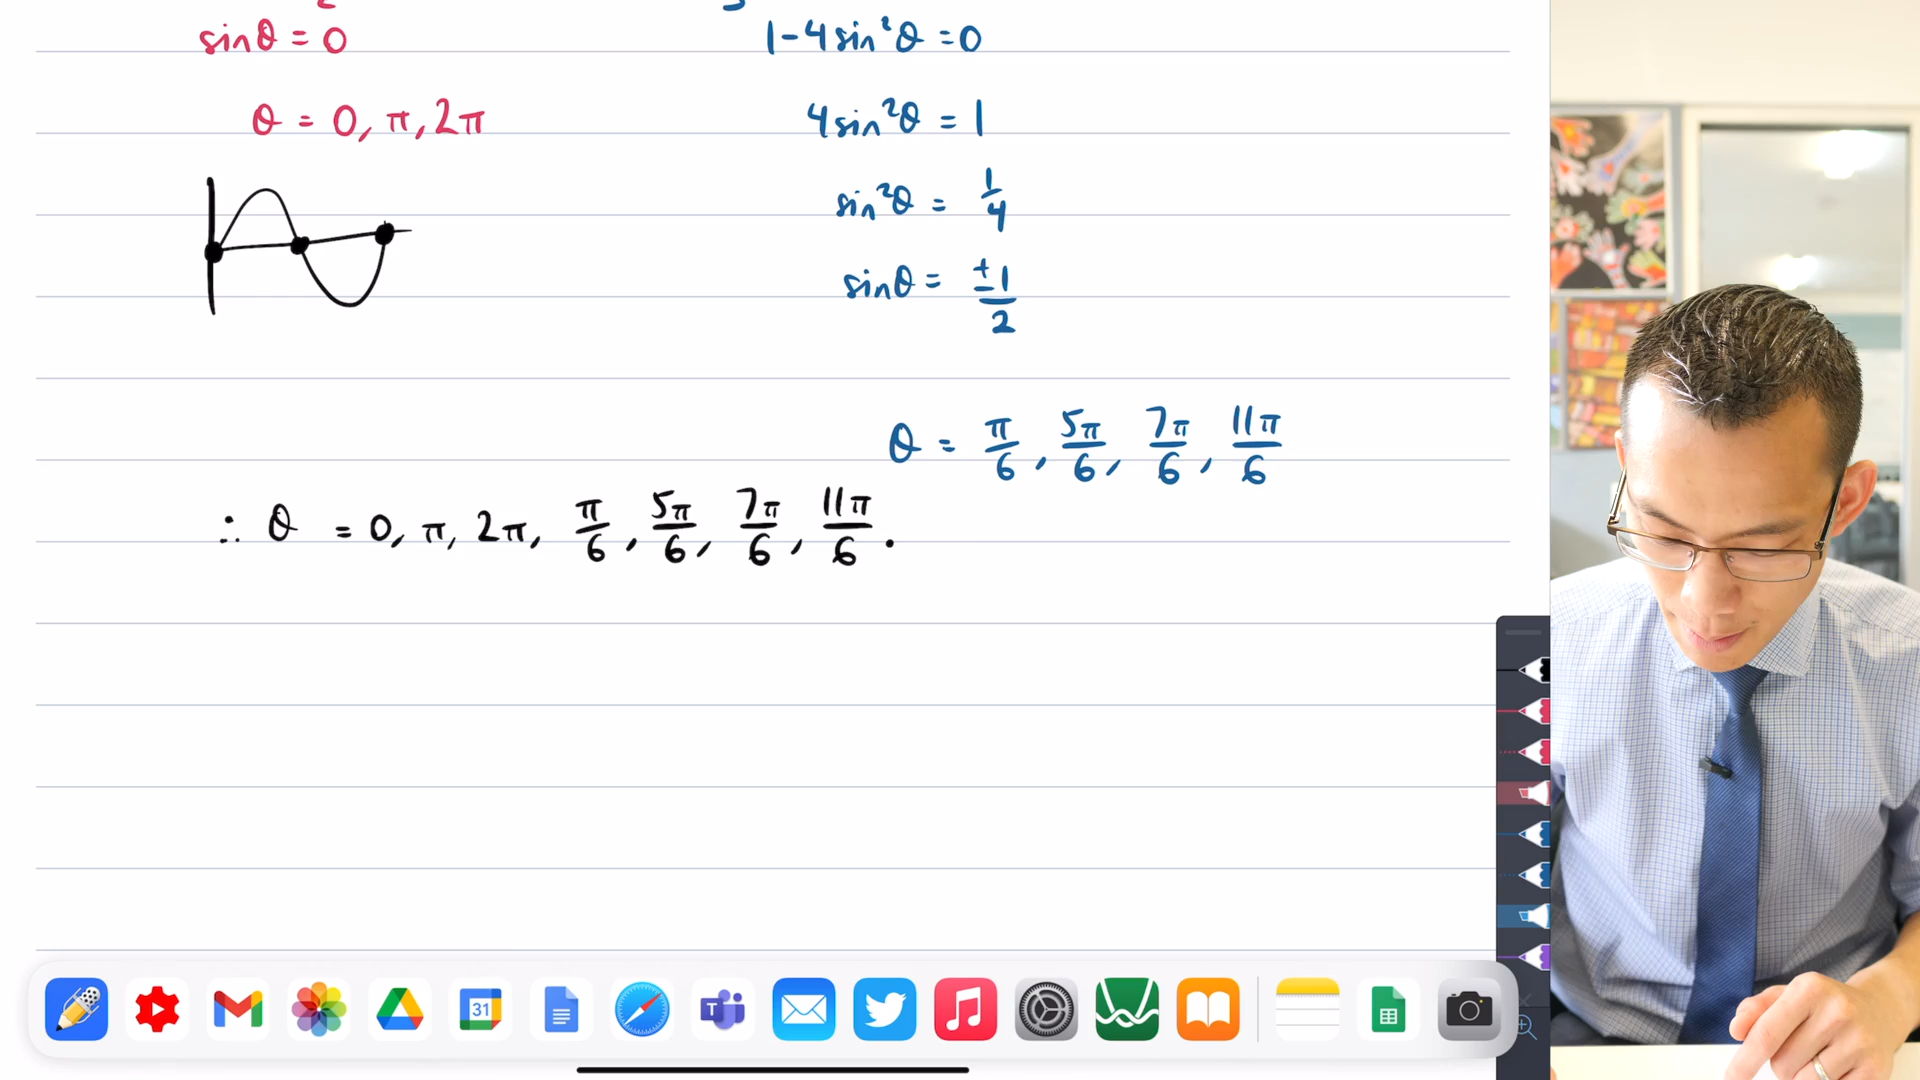 sinθ = 0
θ = 0, π, 2π
1-4sin²θ = 0
4sin²θ = 1
sin²θ = 1/4
sinθ = ±1/2
θ = π/6, 5π/6, 7π/6, 11π/6
∴ θ = 0, π, 2π, π/6, 5π/6, 7π/6, 11π/6.
31
T